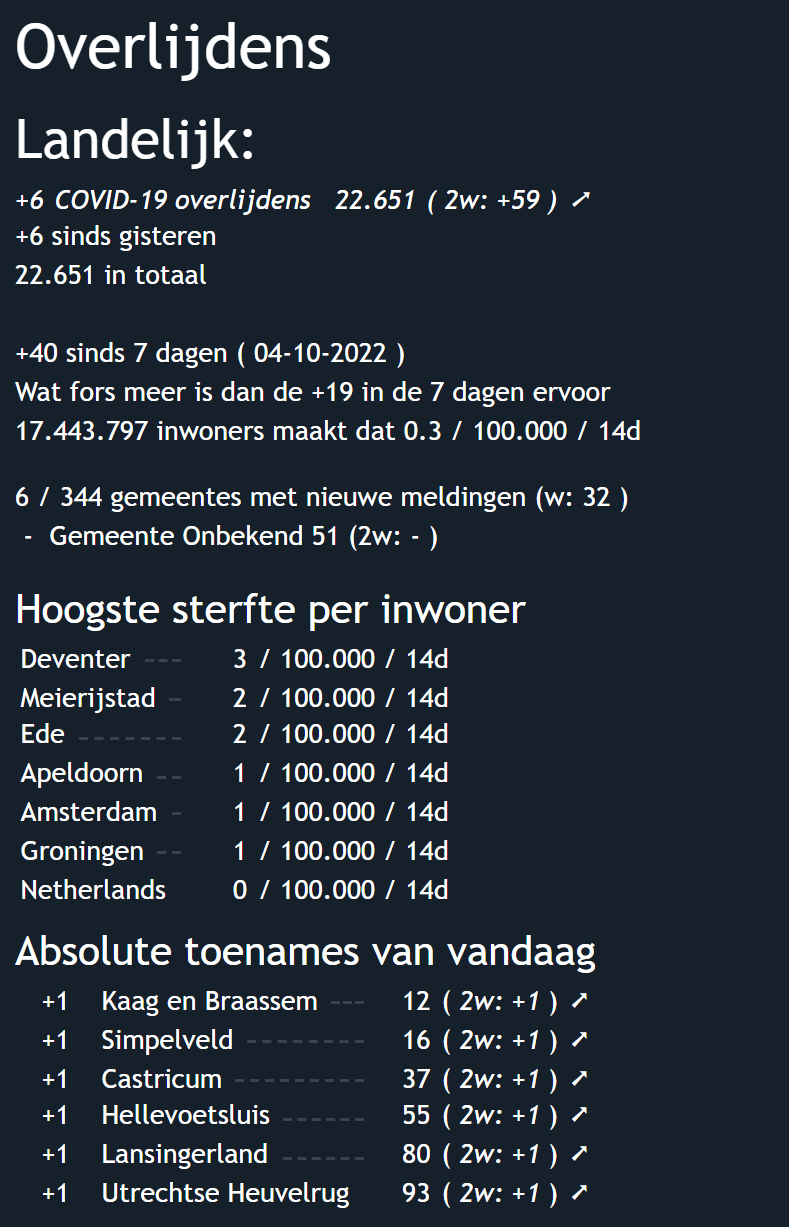 Overlijdens
Landelijk:
+6 COVID-19 overlijdens 22.651 ( 2w: +59 ) ➚
+6 sinds gisteren
22.651 in totaal
+40 sinds 7 dagen ( 04-10-2022 )
Wat fors meer is dan de +19 in de 7 dagen ervoor
17.443.797 inwoners maakt dat 0.3 / 100.000 / 14d
6 / 344 gemeentes met nieuwe meldingen (w: 32 )
- Gemeente Onbekend 51 (2w: - )
Hoogste sterfte per inwoner
Deventer --- 3 / 100.000 / 14d
Meierijstad - 2 / 100.000 / 14d
Ede ------- 2 / 100.000 / 14d
Apeldoorn -- 1 / 100.000 / 14d
Amsterdam - 1 / 100.000 / 14d
Groningen -- 1 / 100.000 / 14d
Netherlands 0 / 100.000 / 14d
Absolute toenames van vandaag
+1 Kaag en Braassem --- 12 ( 2w: +1 ) ➚
+1 Simpelveld -------- 16 ( 2w: +1 ) ➚
+1 Castricum --------- 37 ( 2w: +1 ) ➚
+1 Hellevoetsluis ------ 55 ( 2w: +1 ) ➚
+1 Lansingerland ------ 80 ( 2w: +1 ) ➚
+1 Utrechtse Heuvelrug 93 ( 2w: +1 ) ➚